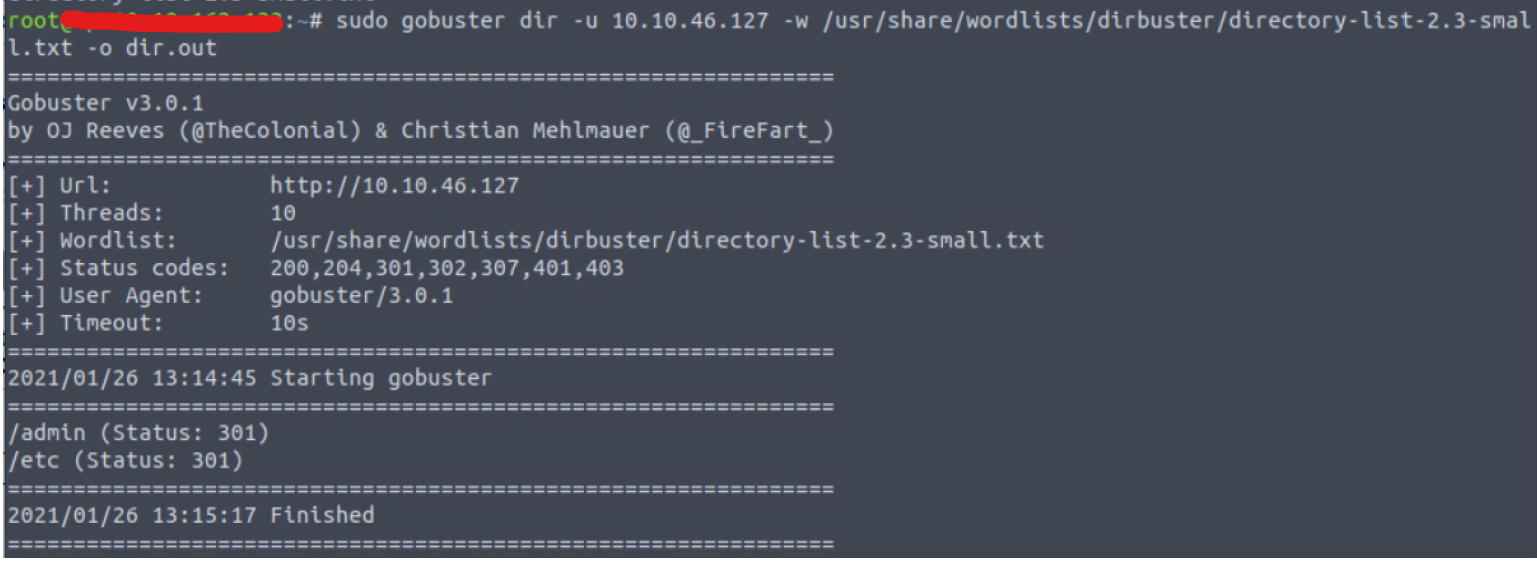 root@:~# sudo gobuster dir -u 10.10.46.127 -w /usr/share/wordlists/dirbuster/directory-list-2.3-smal
l.txt -o dir.out
===============================================================
Gobuster v3.0.1
by OJ Reeves (@TheColonial) & Christian Mehlmauer (@_FireFart_)
===============================================================
[+] Url:            http://10.10.46.127
[+] Threads:        10
[+] Wordlist:       /usr/share/wordlists/dirbuster/directory-list-2.3-small.txt
[+] Status codes:   200,204,301,302,307,401,403
[+] User Agent:     gobuster/3.0.1
[+] Timeout:        10s
===============================================================
2021/01/26 13:14:45 Starting gobuster
===============================================================
/admin (Status: 301)
/etc (Status: 301)
===============================================================
2021/01/26 13:15:17 Finished
===============================================================